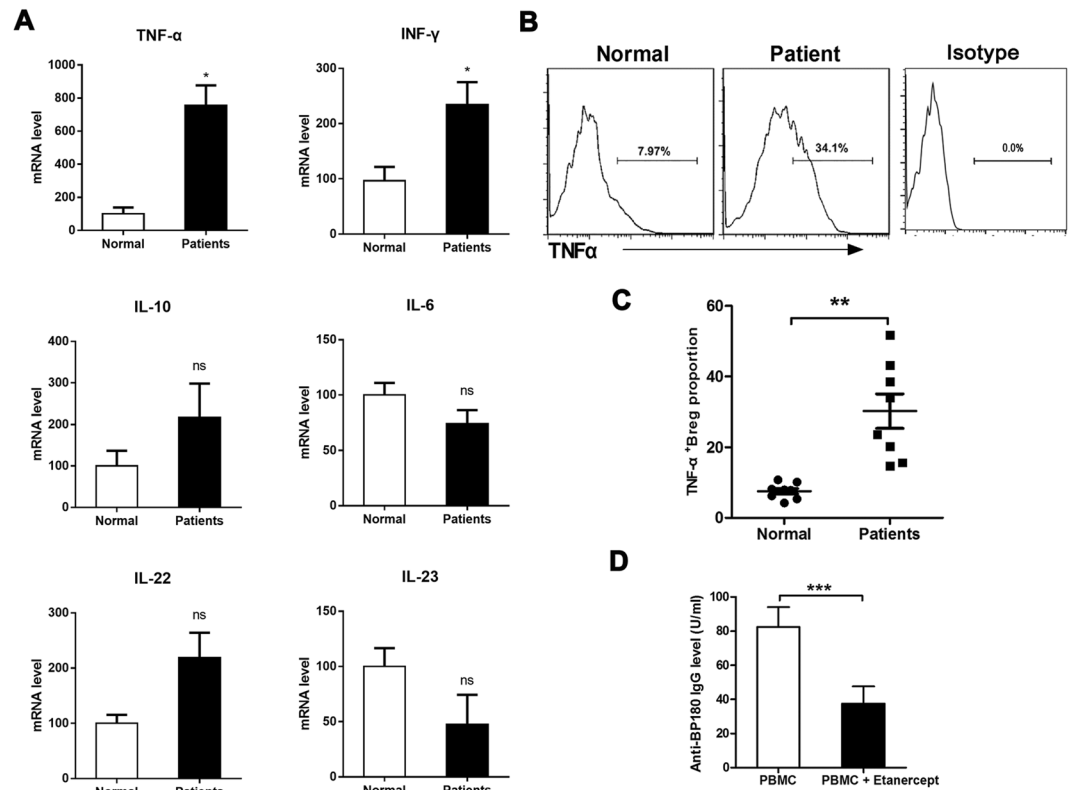 A
TNF-α
1000
800
600
400
200
0
mRNA level
*
Normal
Patients
INF-γ
300
200
100
0
mRNA level
*
Normal
Patients
B
Normal
Patient
Isotype
7.97%
34.1%
0.0%
TNFα
IL-10
400
300
200
100
0
mRNA level
ns
Normal
Patients
IL-6
150
100
50
0
mRNA level
ns
Normal
Patients
C
60
40
20
0
TNF-α +Breg proportion
**
Normal
Patients
IL-22
300
200
100
0
mRNA level
ns
Normal
Patients
IL-23
150
100
50
0
mRNA level
ns
Normal
Patients
D
100
80
60
40
20
0
Anti-BP180 IgG level (U/ml)
***
PBMC
PBMC + Etanercept